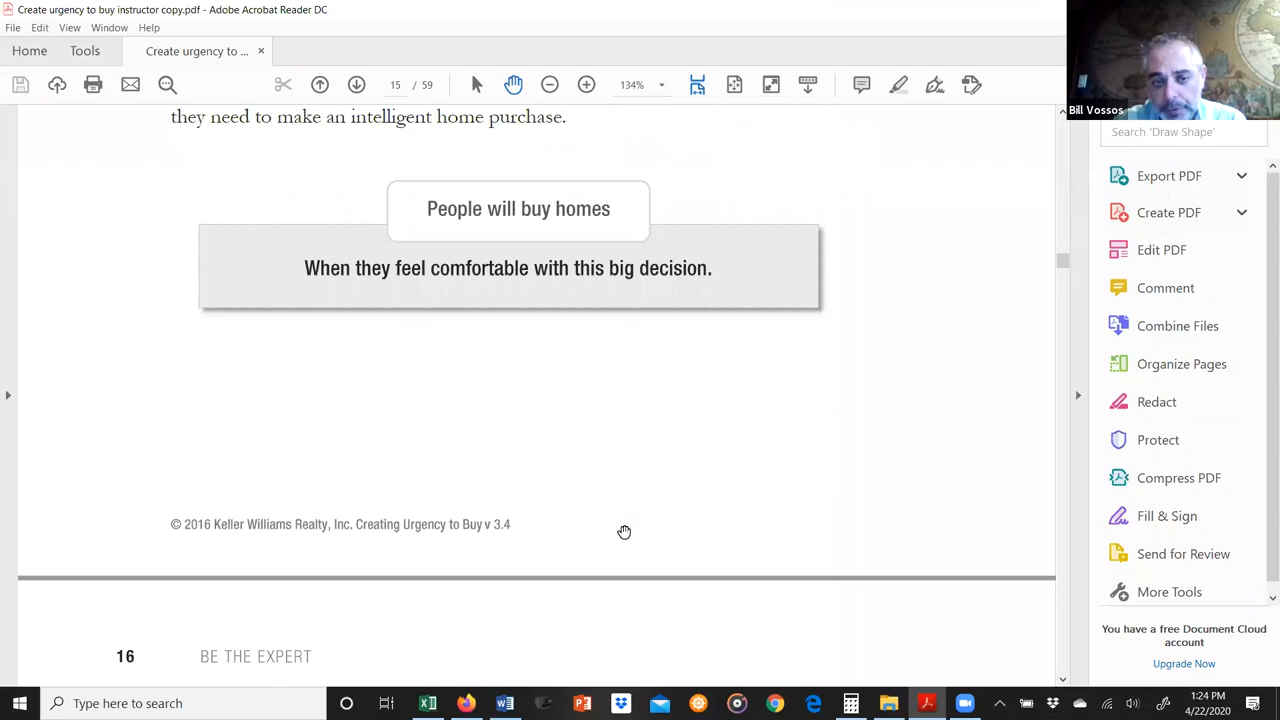 Create urgency to buy instructor copy.pdf - Adobe Acrobat Reader DC
File Edit View Window Help
Home Tools Create urgency to ... ×
15 / 59 134%
Bill Vossos
they need to make an intelligent home purchase.
People will buy homes
When they feel comfortable with this big decision.
© 2016 Keller Williams Realty, Inc. Creating Urgency to Buy v 3.4
16 BE THE EXPERT
Search 'Draw Shape'
Export PDF
Create PDF
Edit PDF
Comment
Combine Files
Organize Pages
Redact
Protect
Compress PDF
Fill & Sign
Send for Review
More Tools
You have a free Document Cloud
account
Upgrade Now
Type here to search
1:24 PM
4/22/2020